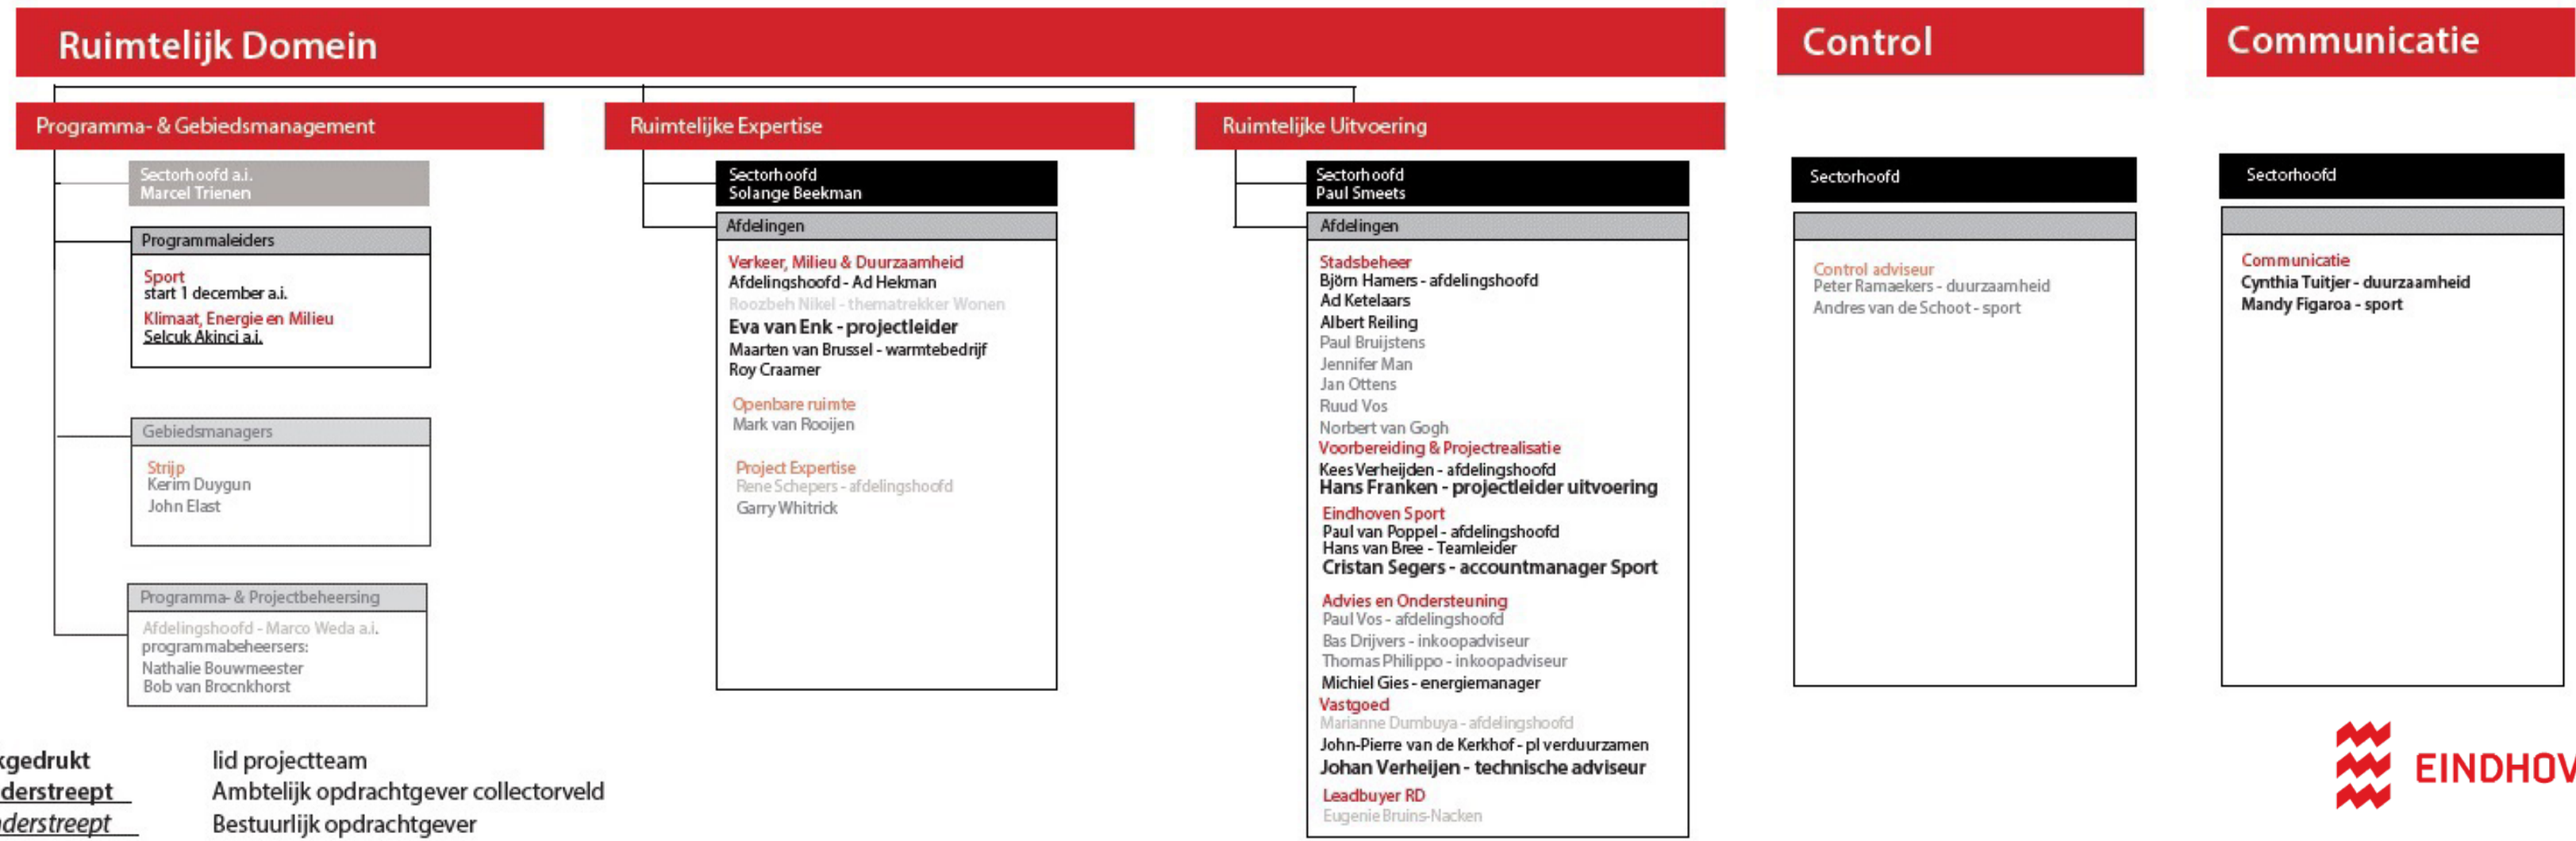 Ruimtelijk Domein
Programma- & Gebiedsmanagement
Sectorhoofd a.i.
Marcel Trienen
Programmaleiders
Sport
start 1 december a.i.
Klimaat, Energie en Milieu
Selcuk Akinci a.i.
Gebiedsmanagers
Strijp
Kerim Duygun
John Elast
Programma- & Projectbeheersing
Afdelingshoofd - Marco Weda a.i.
programmabeheersers:
Nathalie Bouwmeester
Bob van Brocnkhorst
Ruimtelijke Expertise
Sectorhoofd
Solange Beekman
Afdelingen
Verkeer, Milieu & Duurzaamheid
Afdelingshoofd - Ad Hekman
Roozbeh Nikel - thematrekker Wonen
Eva van Enk - projectleider
Maarten van Brussel - warmtebedrijf
Roy Craamer
Openbare ruimte
Mark van Rooijen
Project Expertise
Rene Schepers - afdelingshoofd
Garry Whitrick
Ruimtelijke Uitvoering
Sectorhoofd
Paul Smeets
Afdelingen
Stadsbeheer
Björn Hamers - afdelingshoofd
Ad Ketelaars
Albert Reiling
Paul Bruijstens
Jennifer Man
Jan Ottens
Ruud Vos
Norbert van Gogh
Voorbereiding & Projectrealisatie
Kees Verheijden - afdelingshoofd
Hans Franken - projectleider uitvoering
Eindhoven Sport
Paul van Poppel - afdelingshoofd
Hans van Bree - Teamleider
Cristan Segers - accountmanager Sport
Advies en Ondersteuning
Paul Vos - afdelingshoofd
Bas Drijvers - inkoopadviseur
Thomas Philippo - inkoopadviseur
Michiel Gies - energiemanager
Vastgoed
Marianne Dumbuya - afdelingshoofd
John-Pierre van de Kerkhof - pl verduurzamen
Johan Verheijen - technische adviseur
Leadbuyer RD
Eugenie Bruins-Nacken
Control
Sectorhoofd
Control adviseur
Peter Ramaekers - duurzaamheid
Andres van de Schoot - sport
Communicatie
Sectorhoofd
Communicatie
Cynthia Tuitjer - duurzaamheid
Mandy Figaroa - sport
kgedrukt lid projectteam
derstreept Ambtelijk opdrachtgever collectorveld
nderstreept Bestuurlijk opdrachtgever
EINDHOV